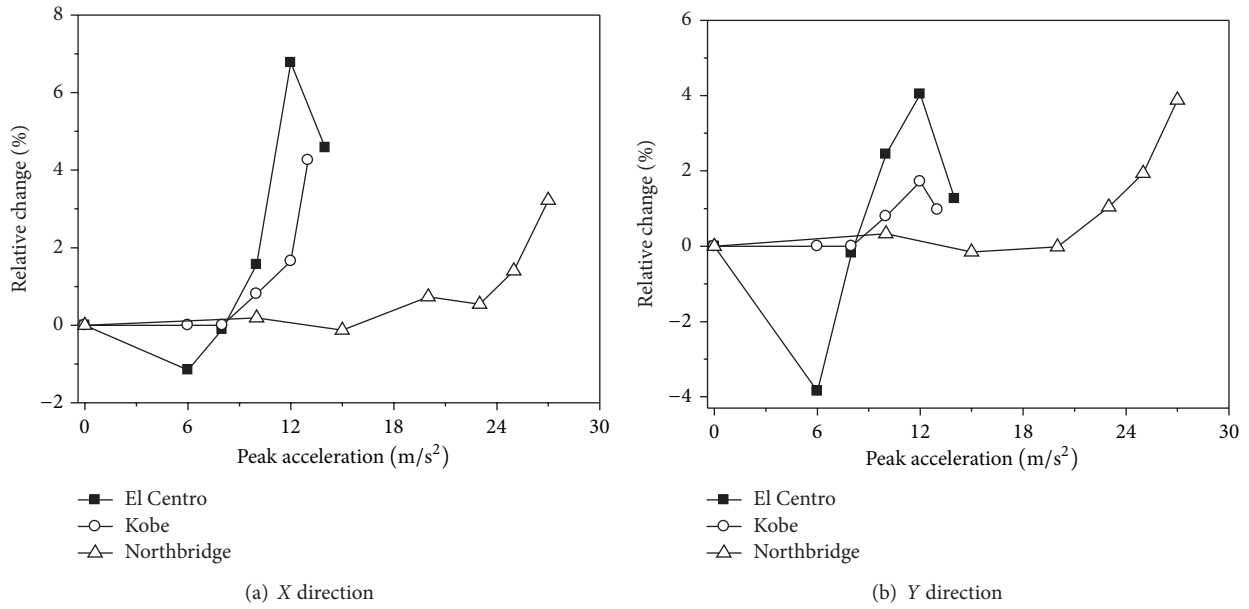 8
6
4
2
0
−2
Relative change (%)
0 6 12 18 24 30
Peak acceleration (m/s²)
El Centro
Kobe
Northbridge
(a) X direction
6
4
2
0
−2
−4
Relative change (%)
0 6 12 18 24 30
Peak acceleration (m/s²)
El Centro
Kobe
Northbridge
(b) Y direction